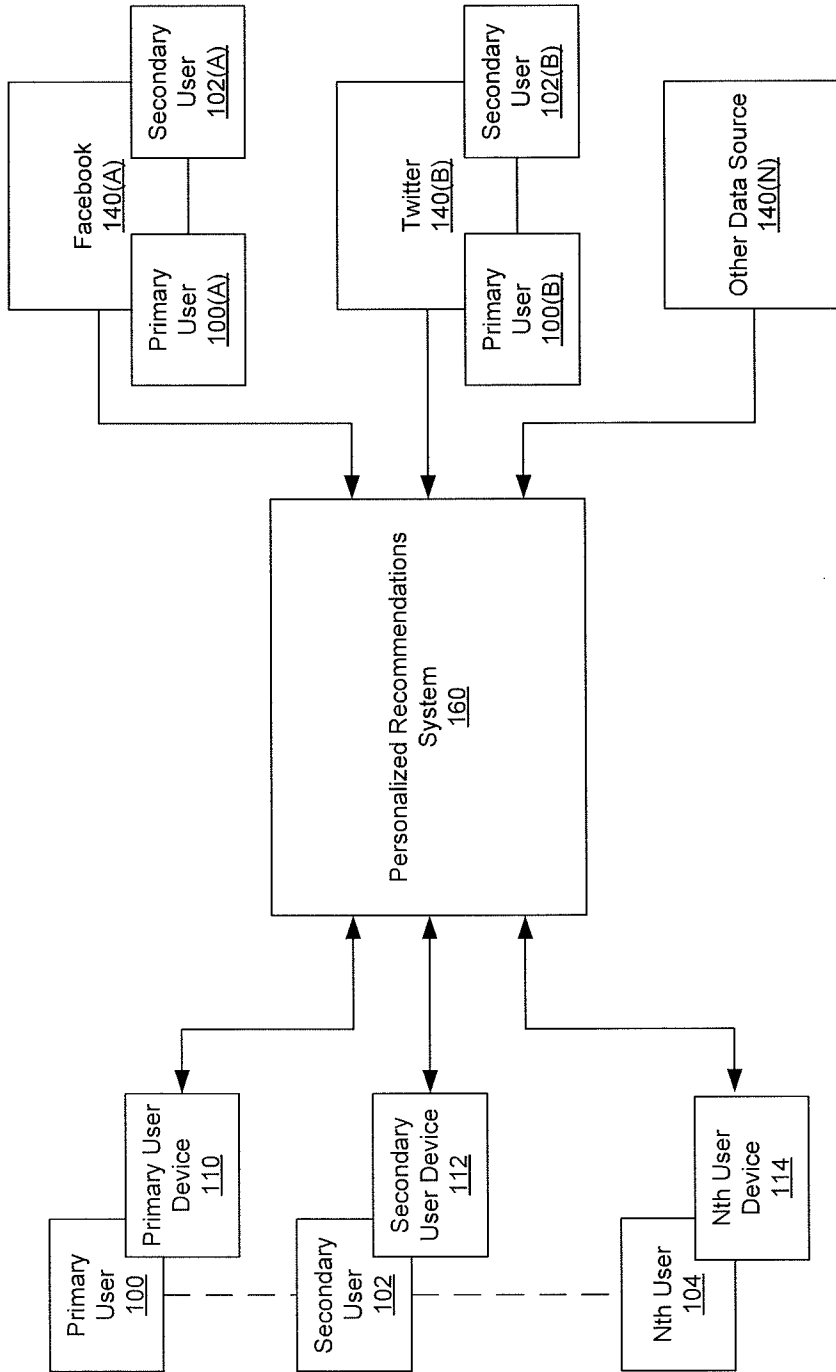 Primary
User
100
Primary User
Device
110
Secondary
User
102
Secondary
User Device
112
Nth User
104
Nth User
Device
114
Personalized Recommendations
System
160
Facebook
140(A)
Primary
User
100(A)
Secondary
User
102(A)
Twitter
140(B)
Primary
User
100(B)
Secondary
User
102(B)
Other Data Source
140(N)